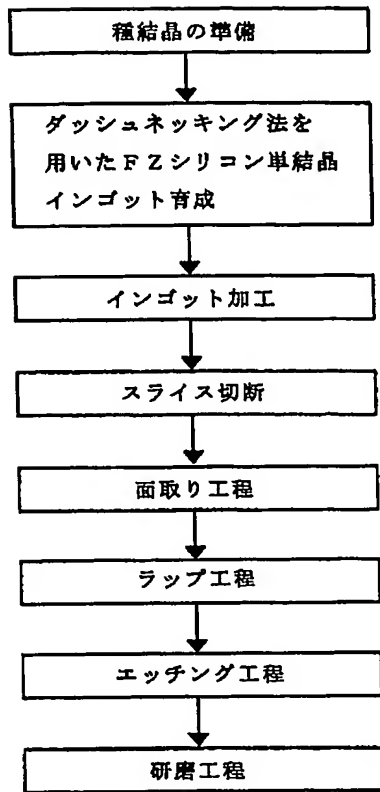 種結晶の準備
ダッシュネッキング法を
用いたFZシリコン単結晶
インゴット育成
インゴット加工
スライス切断
面取り工程
ラップ工程
エッチング工程
研磨工程